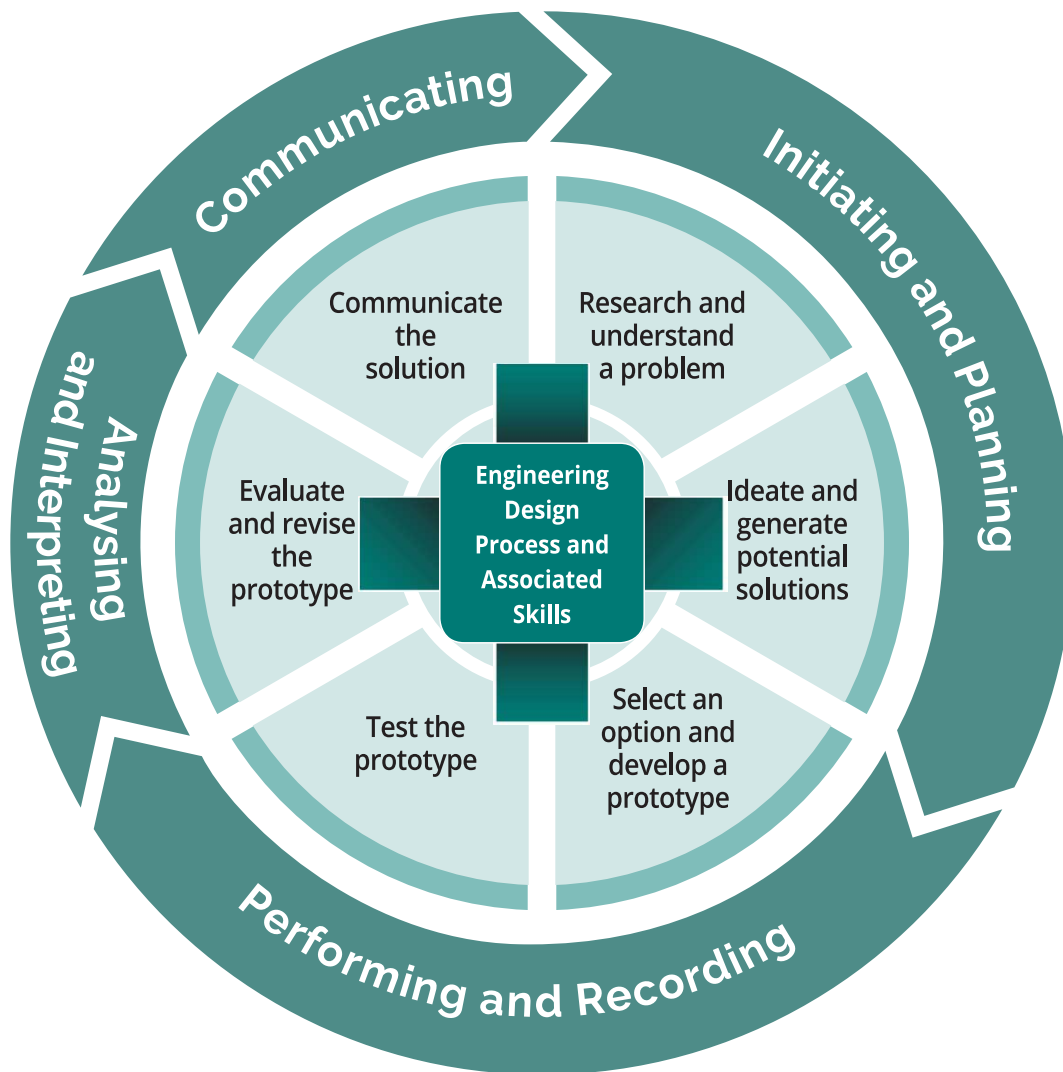 Communicating
Initiating and Planning
Performing and Recording
Analysing
and Interpreting
Communicate
the
solution
Research and
understand
a problem
Ideate and
generate
potential
solutions
Select an
option and
develop a
prototype
Test the
prototype
Evaluate
and revise
the
prototype
Engineering
Design
Process and
Associated
Skills